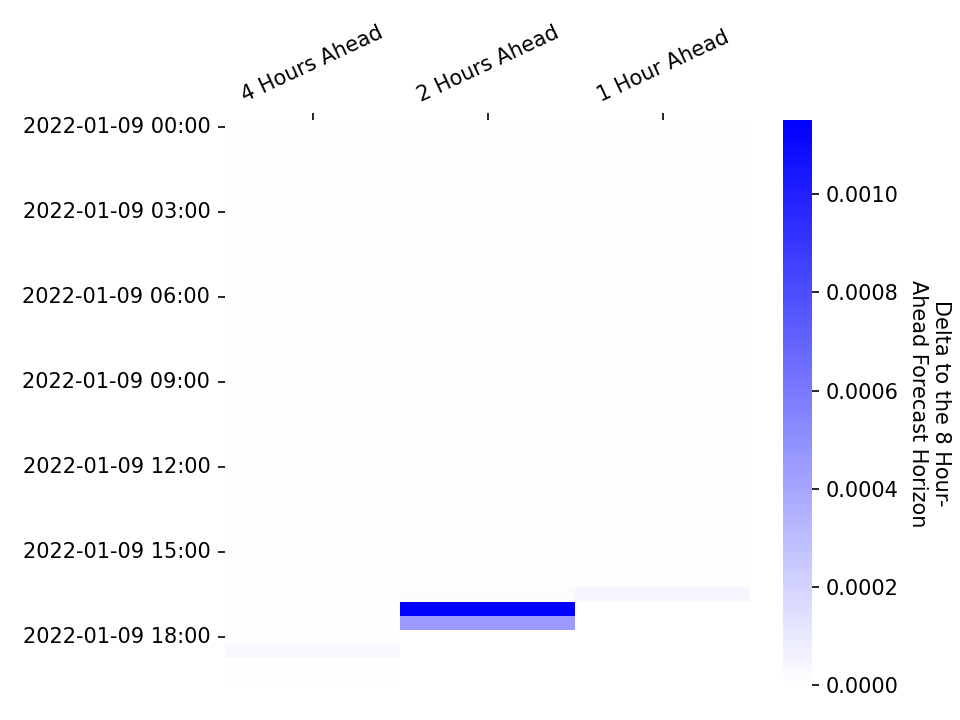 4 Hours Ahead
2 Hours Ahead
1 Hour Ahead
2022-01-09 00:00
2022-01-09 03:00
2022-01-09 06:00
2022-01-09 09:00
2022-01-09 12:00
2022-01-09 15:00
2022-01-09 18:00
0.0010
0.0008
0.0006
0.0004
0.0002
0.0000
Delta to the 8 Hour-
Ahead Forecast Horizon